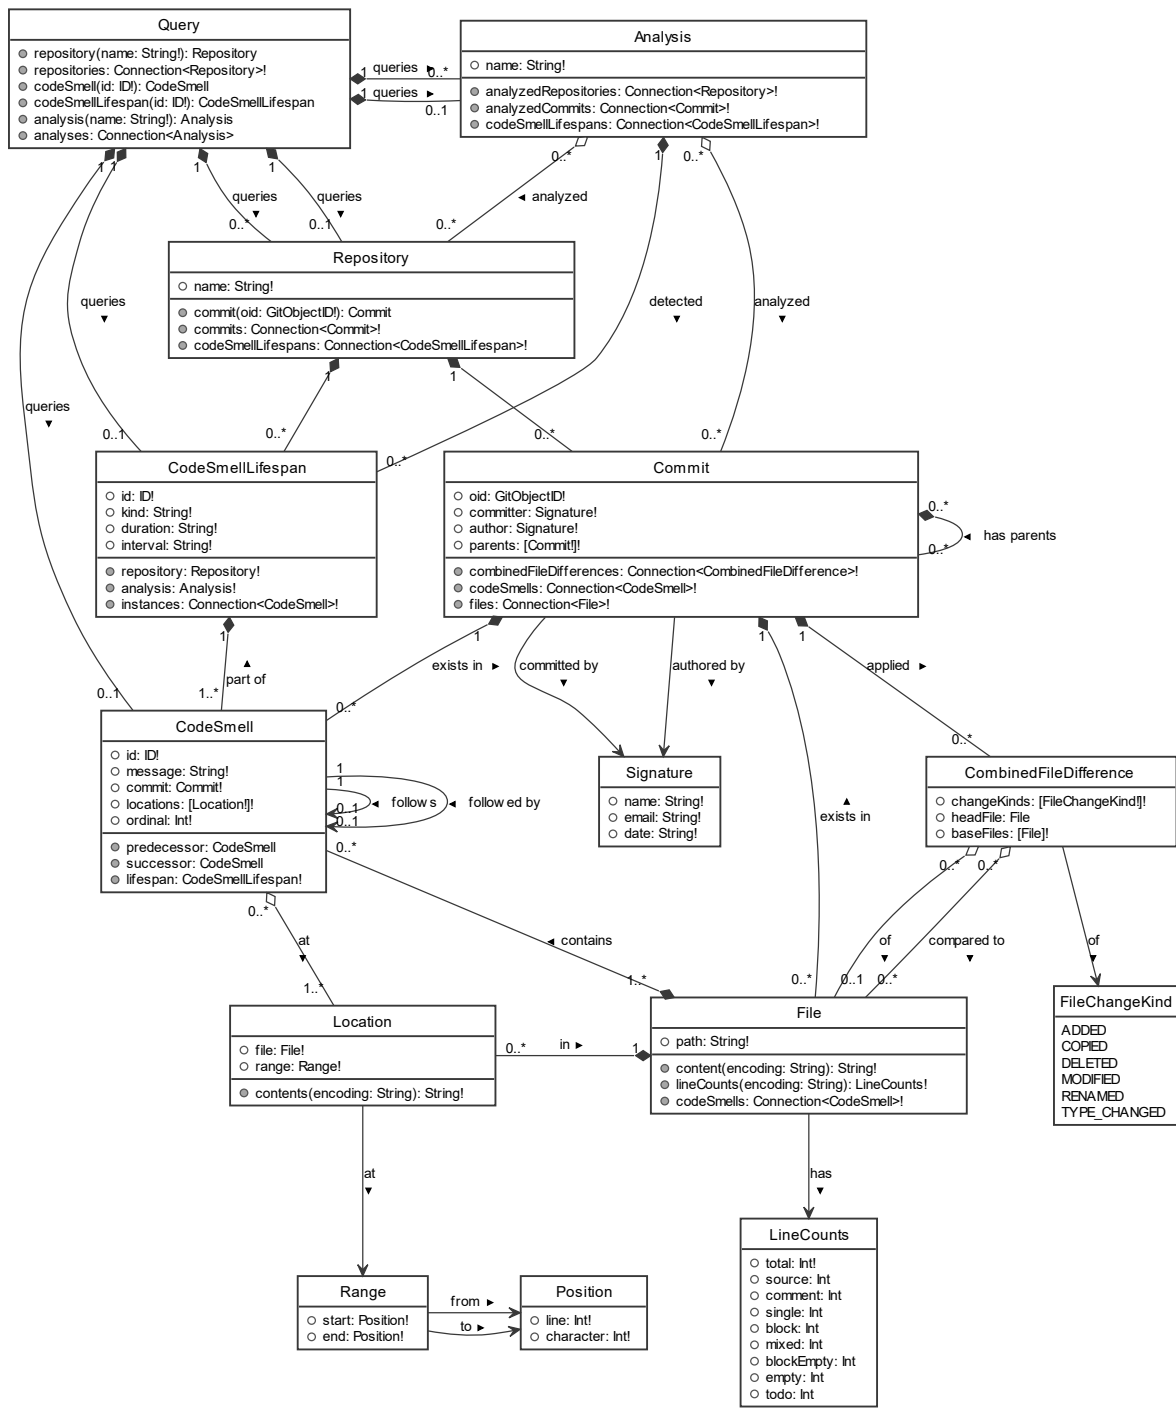 Query
repository(name: String!): Repository
repositories: Connection<Repository>!
codeSmell(id: ID!): CodeSmell
codeSmellLifespan(id: ID!): CodeSmellLifespan
analysis(name: String!): Analysis
analyses: Connection<Analysis>
Analysis
name: String!
analyzedRepositories: Connection<Repository>!
analyzedCommits: Connection<Commit>!
codeSmellLifespans: Connection<CodeSmellLifespan>!
1 queries ► 0..*
1 queries ► 0..1
1
1
1
1
0..*
1
0..*
queries ▼
queries ▼
◄ analyzed
0..*
0..1
0..*
Repository
name: String!
commit(oid: GitObjectID!): Commit
commits: Connection<Commit>!
codeSmellLifespans: Connection<CodeSmellLifespan>!
queries ▼
detected ▼
analyzed ▼
1
1
queries ▼
0..1
0..*
0..*
0..*
0..*
CodeSmellLifespan
id: ID!
kind: String!
duration: String!
interval: String!
repository: Repository!
analysis: Analysis!
instances: Connection<CodeSmell>!
Commit
oid: GitObjectID!
committer: Signature!
author: Signature!
parents: [Commit!]!
combinedFileDifferences: Connection<CombinedFileDifference>!
codeSmells: Connection<CodeSmell>!
files: Connection<File>!
0..*
◄ has parents
0..*
1
1
1
1
▲ part of
exists in ►
committed by ▼
authored by ▼
applied ►
0..1
1..*
0..*
0..*
CodeSmell
id: ID!
message: String!
commit: Commit!
locations: [Location!]!
ordinal: Int!
predecessor: CodeSmell
successor: CodeSmell
lifespan: CodeSmellLifespan!
1
1
0..1
0..1
◄ follows
◄ followed by
Signature
name: String!
email: String!
date: String!
▲ exists in
CombinedFileDifference
changeKinds: [FileChangeKind!]!
headFile: File
baseFiles: [File]!
0..*
0..*
0..*
0..*
at ▼
◄ contains
of ▼
compared to ▼
of ▼
1..*
1..*
0..*
0..1
0..*
Location
file: File!
range: Range!
contents(encoding: String): String!
0..* in ► 1
File
path: String!
content(encoding: String): String!
lineCounts(encoding: String): LineCounts!
codeSmells: Connection<CodeSmell>!
FileChangeKind
ADDED
COPIED
DELETED
MODIFIED
RENAMED
TYPE_CHANGED
at ▼
has ▼
Range
start: Position!
end: Position!
from ►
to ►
Position
line: Int!
character: Int!
LineCounts
total: Int!
source: Int
comment: Int
single: Int
block: Int
mixed: Int
blockEmpty: Int
empty: Int
todo: Int